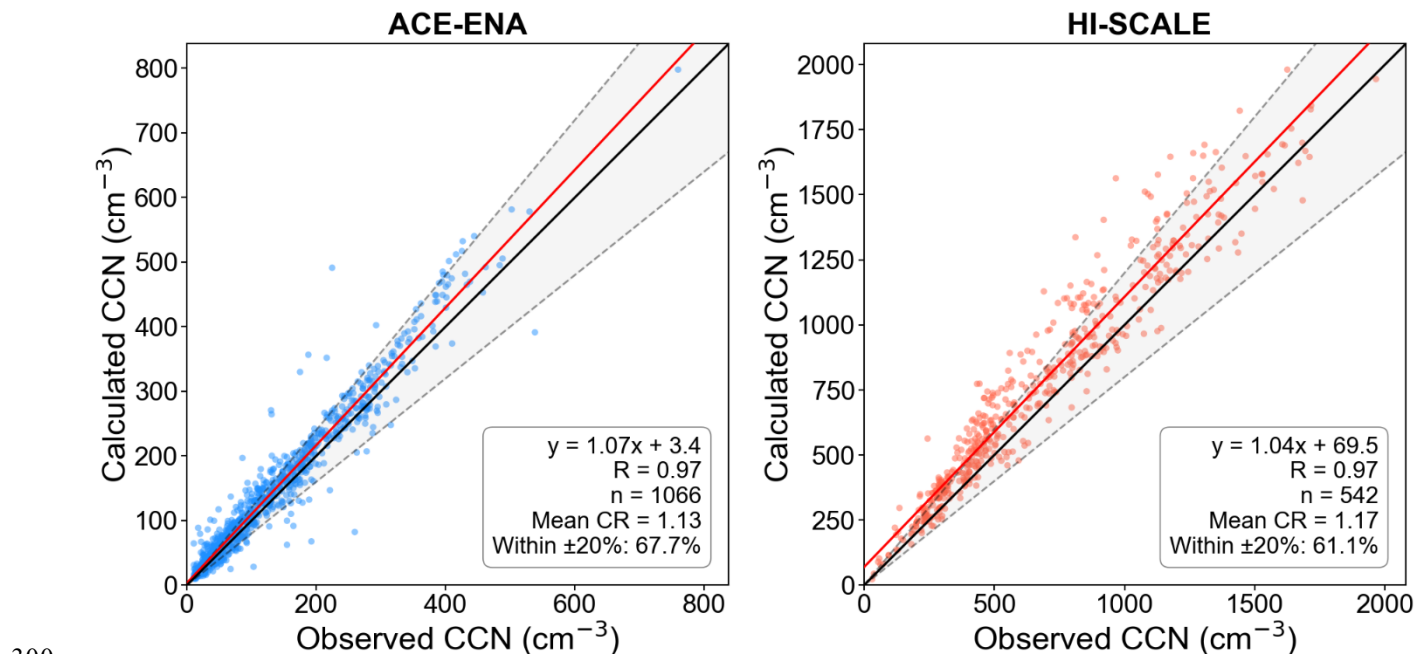 ACE-ENA
800
700
600
500
400
300
200
100
0
Calculated CCN (cm⁻³)
y = 1.07x + 3.4
R = 0.97
n = 1066
Mean CR = 1.13
Within ±20%: 67.7%
0 200 400 600 800
Observed CCN (cm⁻³)
HI-SCALE
2000
1750
1500
1250
1000
750
500
250
0
Calculated CCN (cm⁻³)
y = 1.04x + 69.5
R = 0.97
n = 542
Mean CR = 1.17
Within ±20%: 61.1%
0 500 1000 1500 2000
Observed CCN (cm⁻³)